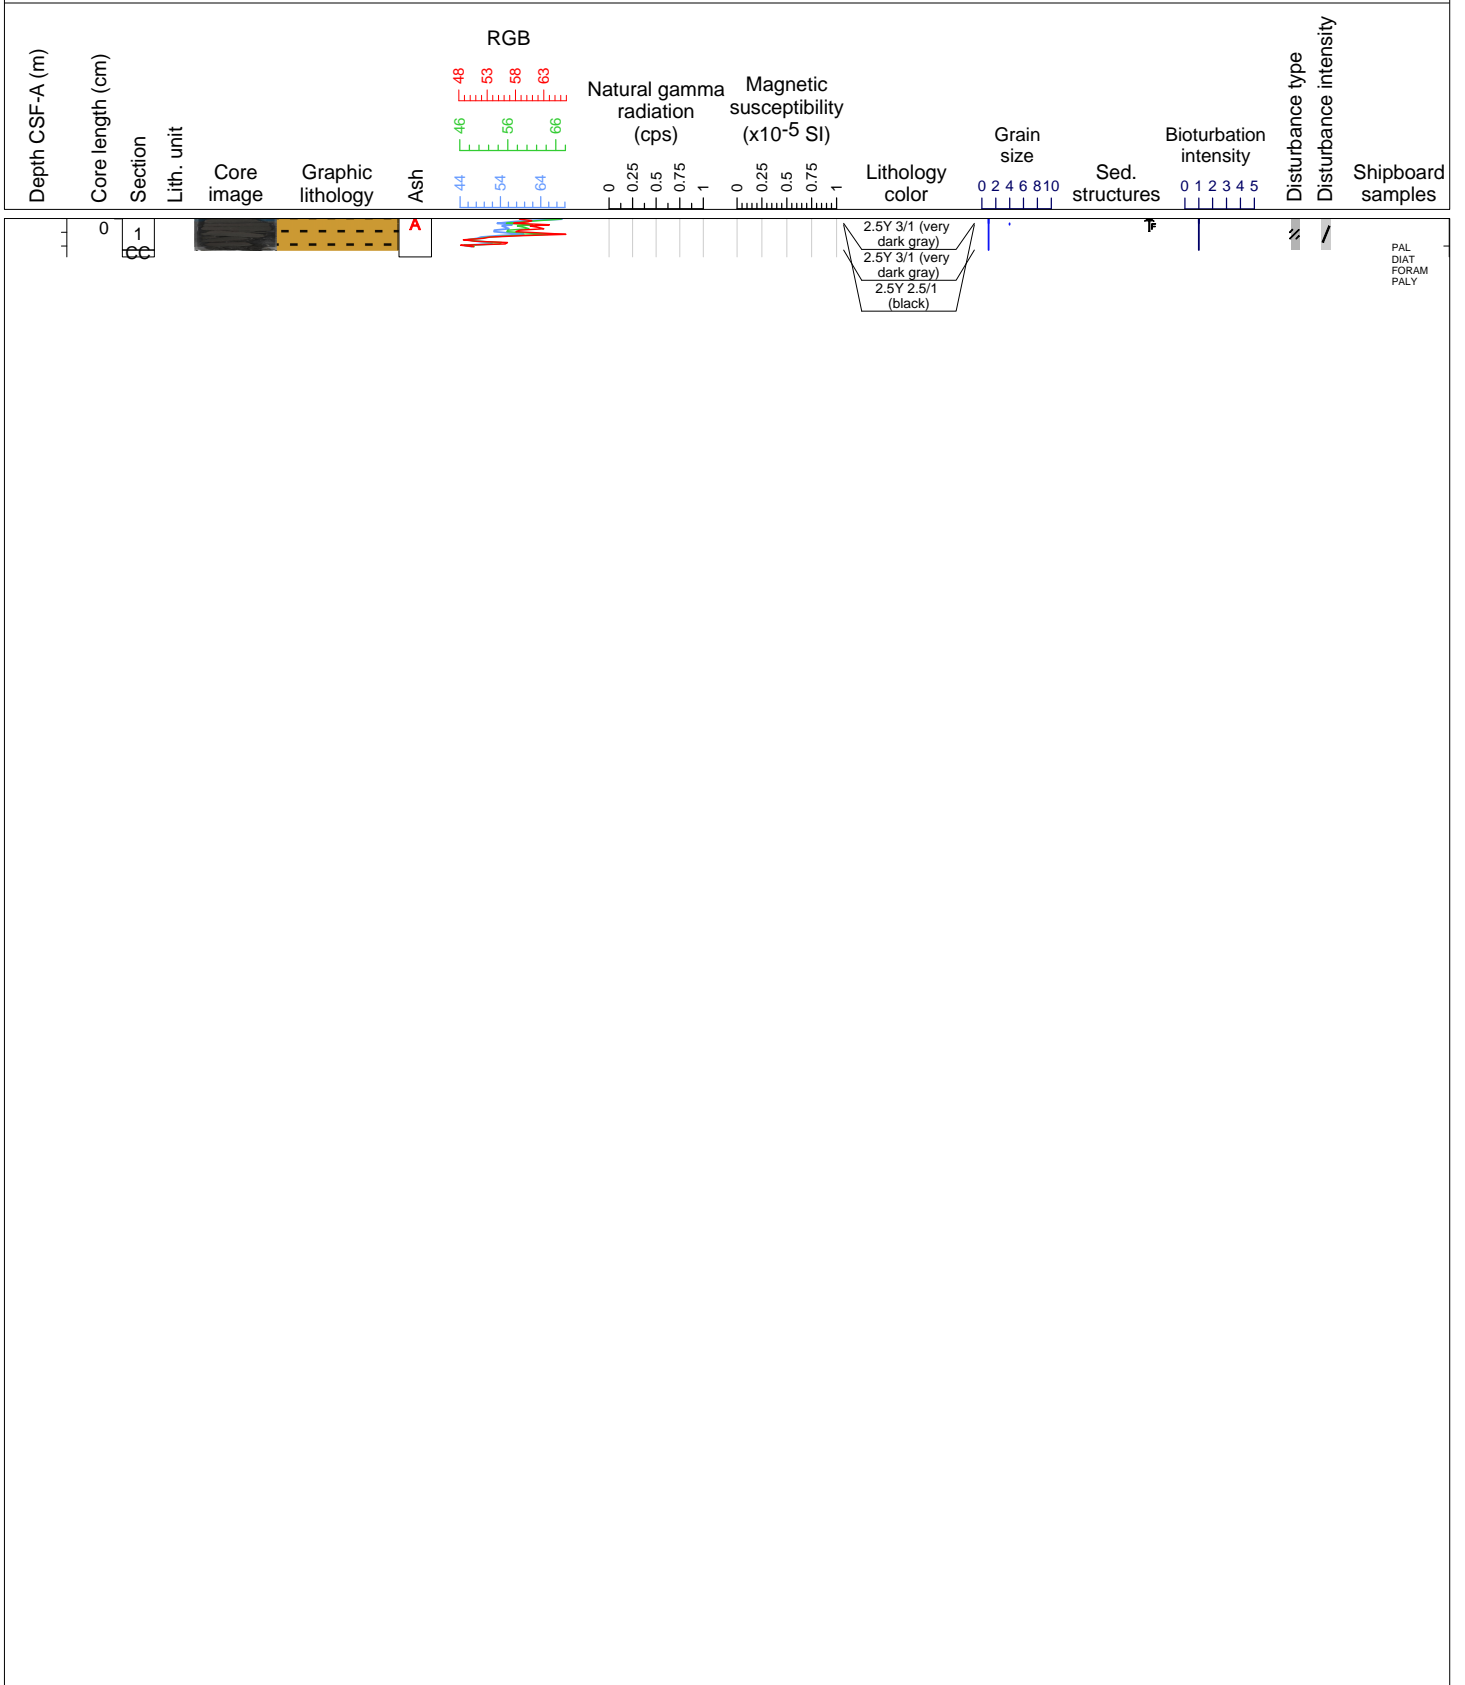 Depth CSF-A (m)
Core length (cm)
Section
Lith. unit
Core
image
Graphic
lithology
Ash
RGB
48 53 58 63
46 56 66
44 54 64
Natural gamma
radiation
(cps)
0 0.25 0.5 0.75 1
Magnetic
susceptibility
(x10-5 SI)
0 0.25 0.5 0.75 1
Lithology
color
Grain
size
0 2 4 6 8 10
Sed.
structures
Bioturbation
intensity
0 1 2 3 4 5
Disturbance type
Disturbance intensity
Shipboard
samples
0
1
CC
A
2.5Y 3/1 (very
dark gray)
2.5Y 3/1 (very
dark gray)
2.5Y 2.5/1
(black)
PAL
DIAT
FORAM
PALY